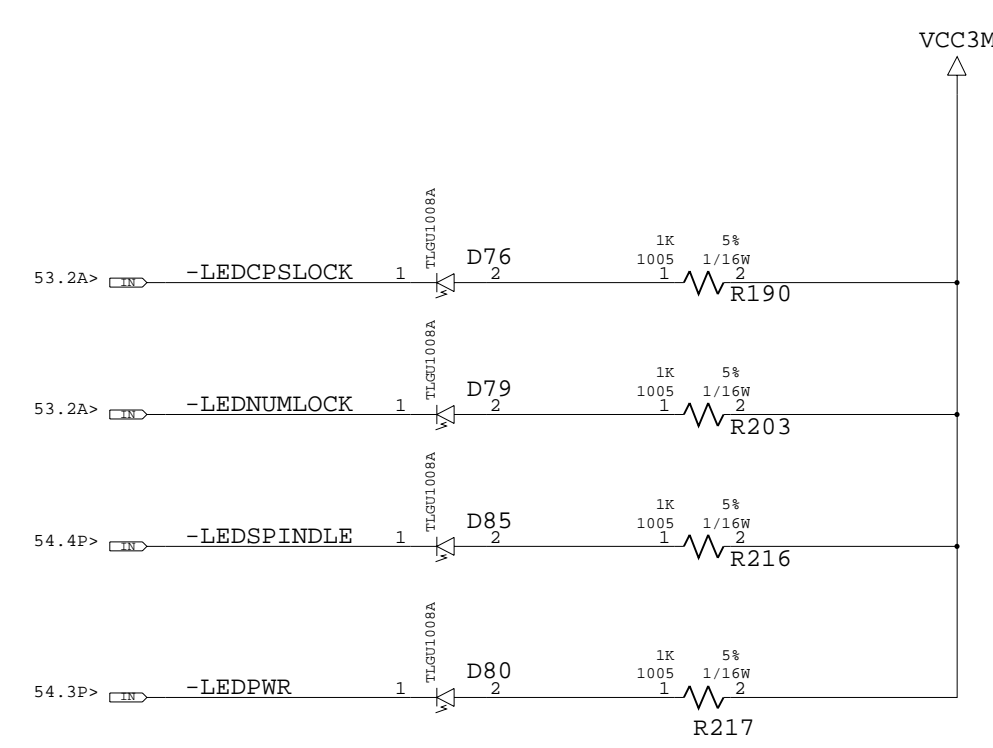 VCC3M
TLGU1008A
1K 5%
1005 1/16W
53.2A> IN -LEDCPSLOCK 1 D76 2 1 2
R190
TLGU1008A
1K 5%
1005 1/16W
53.2A> IN -LEDNUMLOCK 1 D79 2 1 2
R203
TLGU1008A
1K 5%
1005 1/16W
54.4P> IN -LEDSPINDLE 1 D85 2 1 2
R216
TLGU1008A
1K 5%
1005 1/16W
54.3P> IN -LEDPWR 1 D80 2 1 2
R217